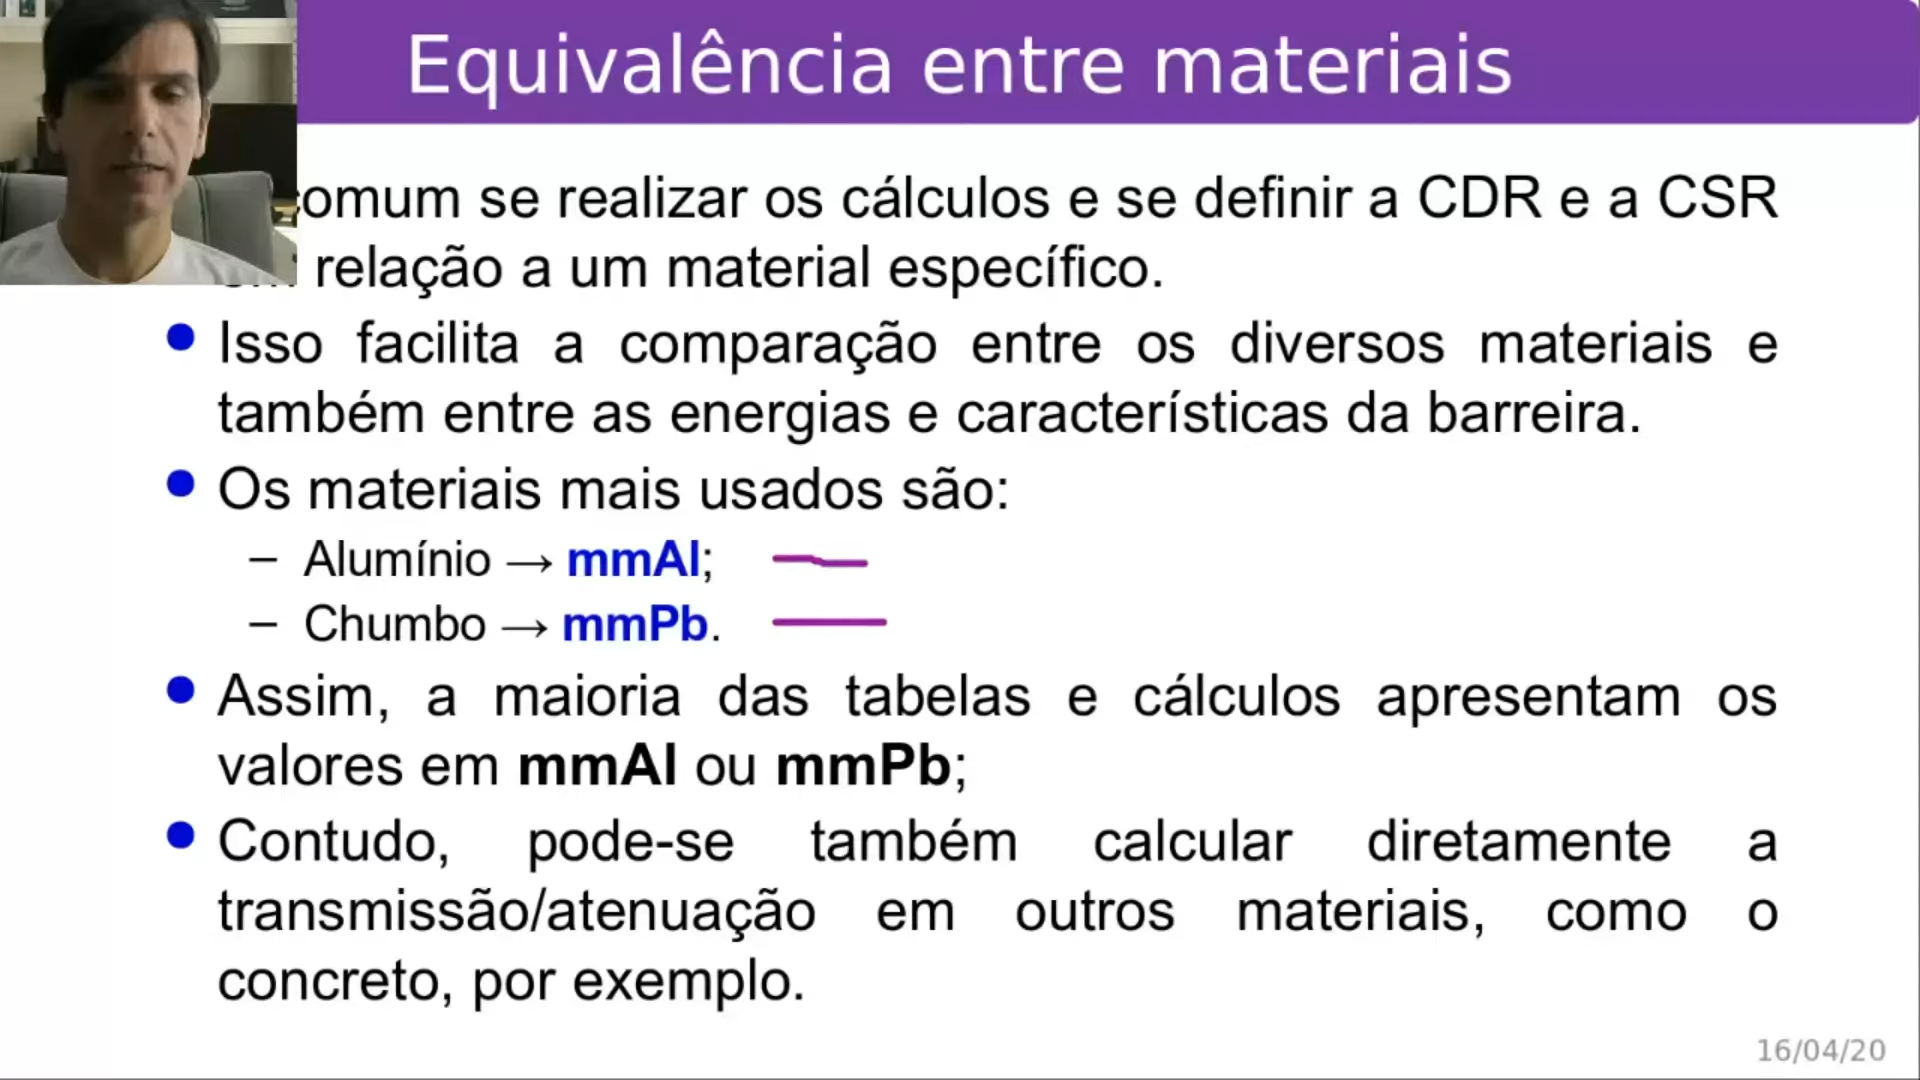 Equivalência entre materiais
comum se realizar os cálculos e se definir a CDR e a CSR
relação a um material específico.
• Isso facilita a comparação entre os diversos materiais e
também entre as energias e características da barreira.
• Os materiais mais usados são:
– Alumínio → mmAl;
– Chumbo → mmPb.
• Assim, a maioria das tabelas e cálculos apresentam os
valores em mmAl ou mmPb;
• Contudo, pode-se também calcular diretamente a
transmissão/atenuação em outros materiais, como o
concreto, por exemplo.
16/04/20